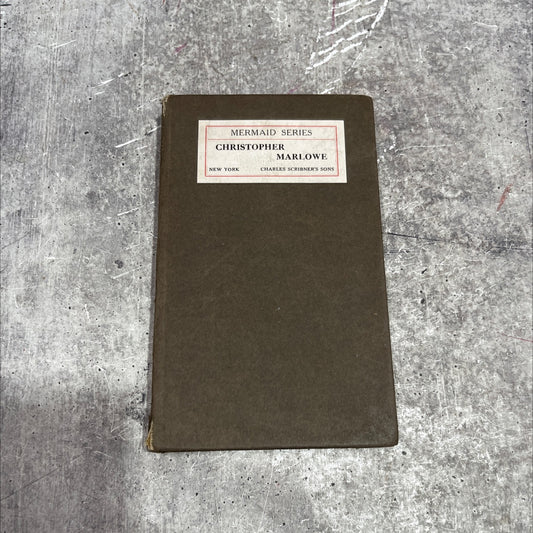 MERMAID SERIES
CHRISTOPHER
MARLOWE
NEW YORK CHARLES SCRIBNER'S SONS